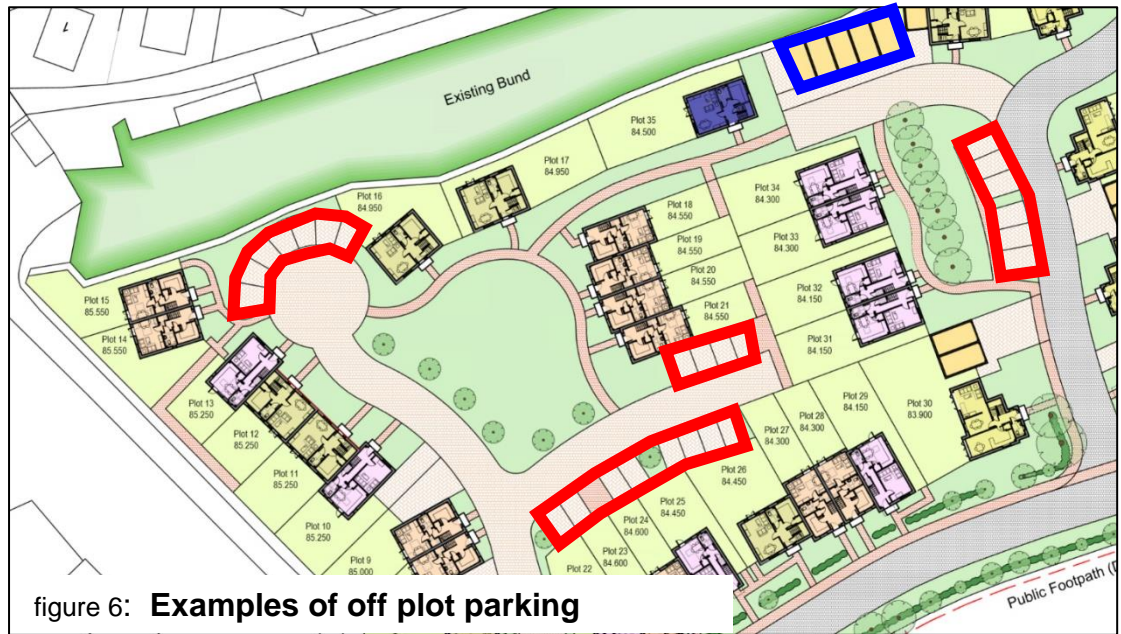 1
Existing Bund
Plot 35
84.500
Plot 17
84.950
Plot 16
84.950
Plot 34
84.300
Plot 18
84.550
Plot 33
84.300
Plot 19
84.550
Plot 20
84.550
Plot 32
84.150
Plot 21
84.550
Plot 15
85.550
Plot 14
85.550
Plot 31
84.150
Plot 13
85.250
Plot 12
85.250
Plot 11
85.250
Plot 10
85.250
Plot 9
85.000
Plot 30
83.900
Plot 29
84.150
Plot 28
84.300
Plot 27
84.300
Plot 26
84.450
Plot 25
84.450
Plot 24
84.600
Plot 23
84.600
Plot 22
Public Footpath
figure 6: Examples of off plot parking